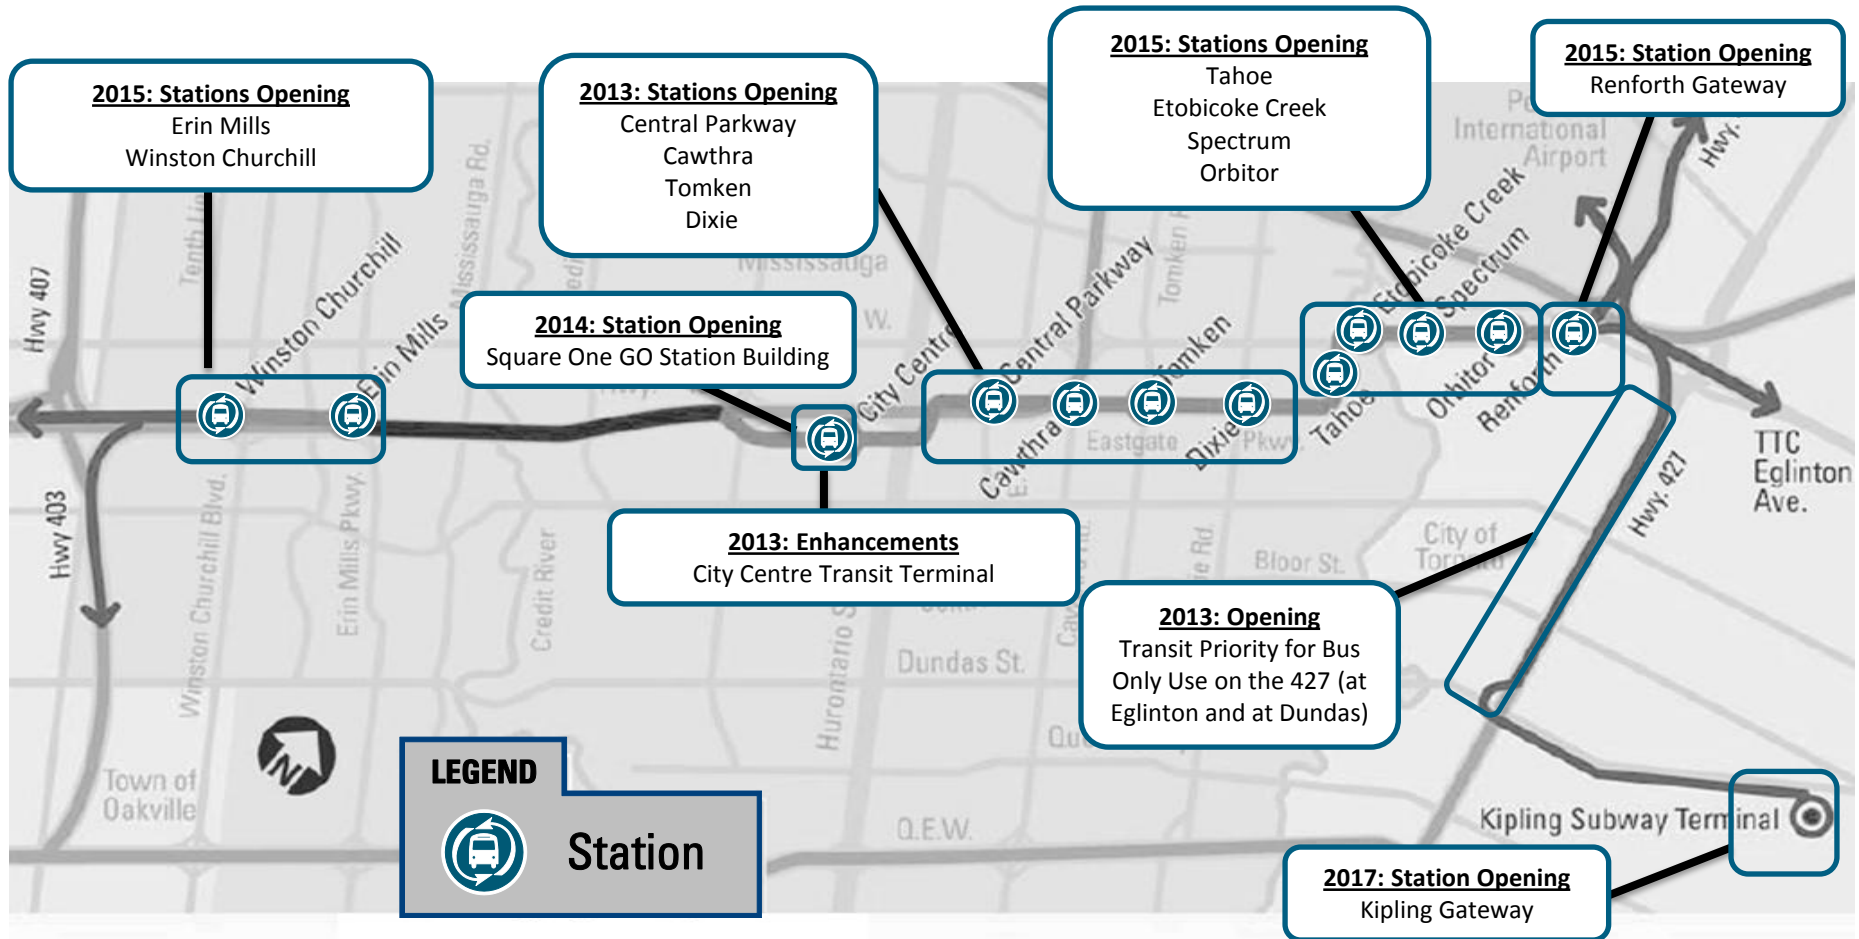 2015: Stations Opening
Erin Mills
Winston Churchill
2013: Stations Opening
Central Parkway
Cawthra
Tomken
Dixie
2015: Stations Opening
Tahoe
Etobicoke Creek
Spectrum
Orbitor
2015: Station Opening
Renforth Gateway
International
Airport
Hwy.
Mississauga Rd.
Mississauga
W.
2014: Station Opening
Square One GO Station Building
Hwy 407
Winston Churchill
Erin Mills
City Centre
Central Parkway
Cawthra
Tomken
Dixie
Eastgate
Pkwy.
Tahoe
Etobicoke Creek
Spectrum
Orbitor
Renforth
TTC
Eglinton
Ave.
Hwy 403
Hwy. 427
Winston Churchill Blvd.
Erin Mills Pkwy.
Credit River
2013: Enhancements
City Centre Transit Terminal
City of
Bloor St.
Dundas St.
2013: Opening
Transit Priority for Bus
Only Use on the 427 (at
Eglinton and at Dundas)
N
Town of
Oakville
LEGEND
Station
Q.E.W.
Kipling Subway Terminal
2017: Station Opening
Kipling Gateway